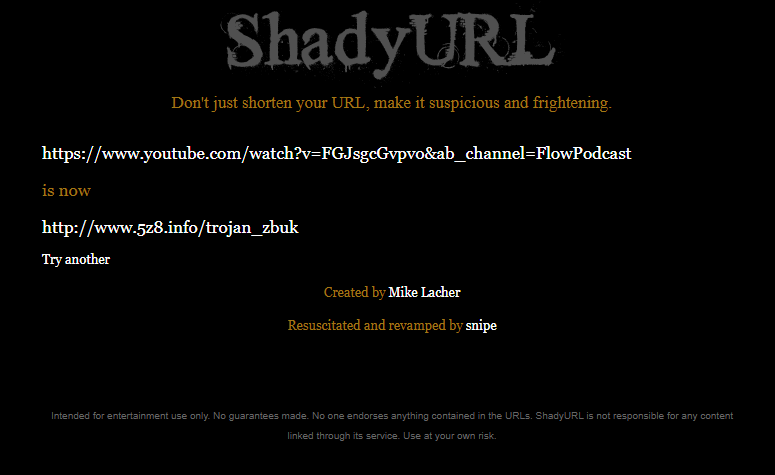 ShadyURL
Don't just shorten your URL, make it suspicious and frightening.
https://www.youtube.com/watch?v=FGJsgcGvpvo&ab_channel=FlowPodcast
is now
http://www.5z8.info/trojan_zbuk
Try another
Created by Mike Lacher
Resuscitated and revamped by snipe
Intended for entertainment use only. No guarantees made. No one endorses anything contained in the URLs. ShadyURL is not responsible for any content
linked through its service. Use at your own risk.